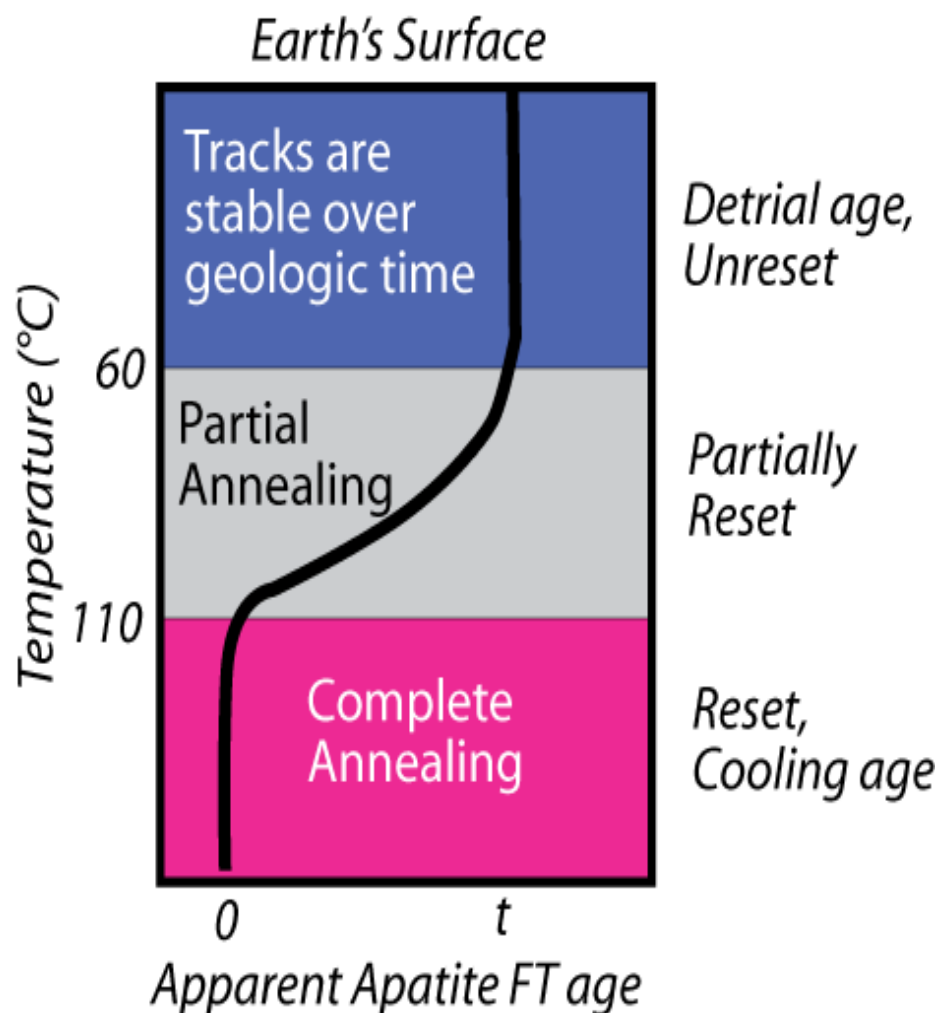 Earth's Surface
Tracks are
stable over
geologic time
Detrial age,
Unreset
Temperature (°C)
60
Partial
Annealing
Partially
Reset
110
Complete
Annealing
Reset,
Cooling age
0
t
Apparent Apatite FT age